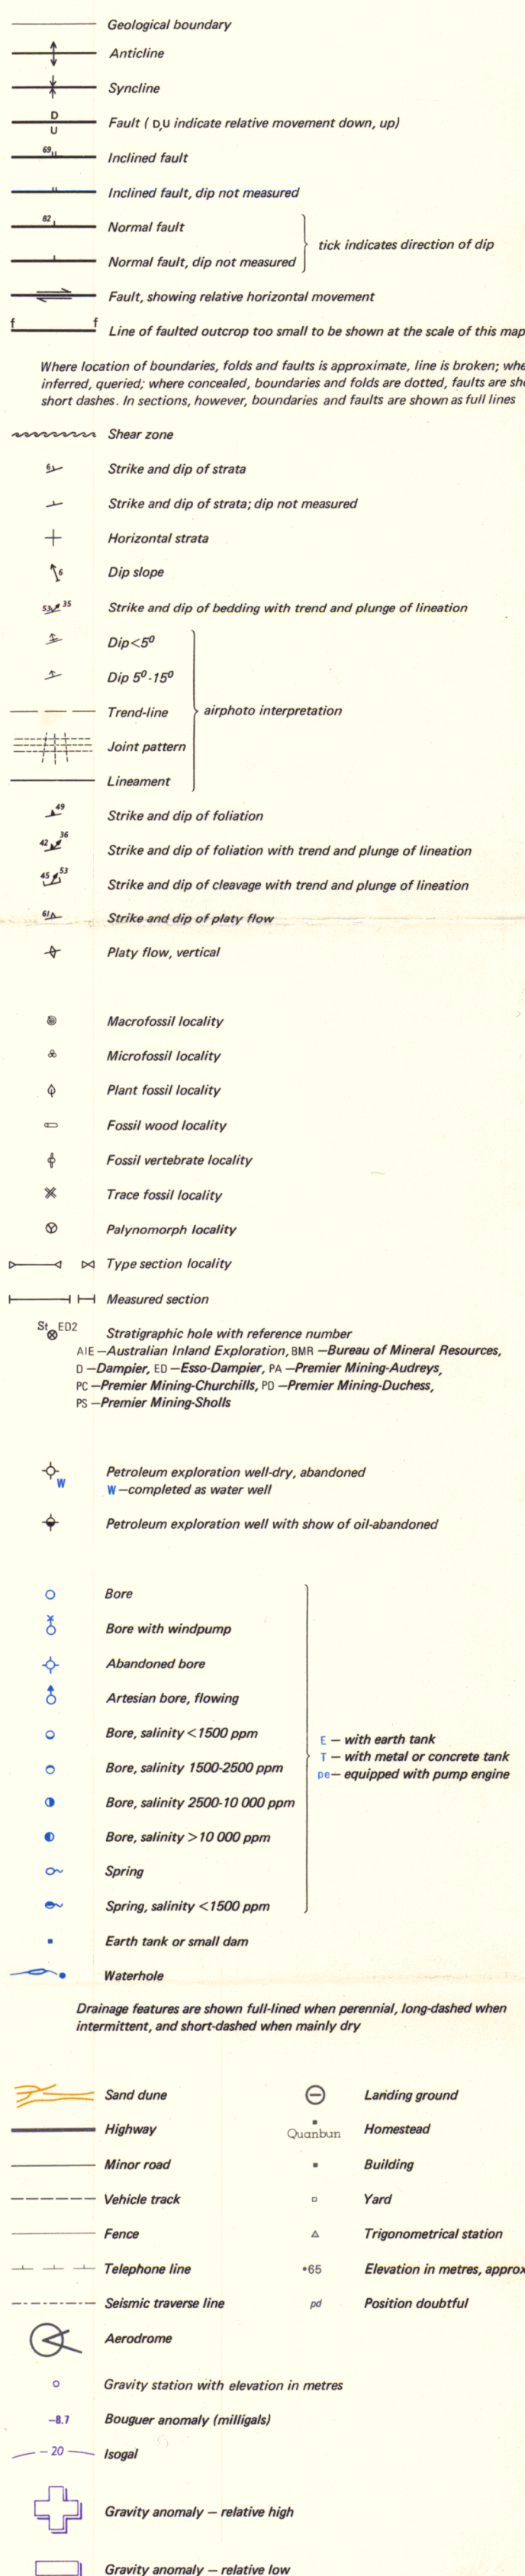 Geological boundary
Anticline
Syncline
D
U
Fault ( D,U indicate relative movement down, up)
69
Inclined fault
Inclined fault, dip not measured
82
Normal fault
tick indicates direction of dip
Normal fault, dip not measured
Fault, showing relative horizontal movement
f f
Line of faulted outcrop too small to be shown at the scale of this map
Where location of boundaries, folds and faults is approximate, line is broken;
inferred, queried; where concealed, boundaries and folds are dotted, faults are
short dashes. In sections, however, boundaries and faults are shown as full lines
Shear zone
6
Strike and dip of strata
Strike and dip of strata; dip not measured
Horizontal strata
6
Dip slope
53 35
Strike and dip of bedding with trend and plunge of lineation
Dip<5º
Dip 5º-15º
Trend-line
airphoto interpretation
Joint pattern
Lineament
49
Strike and dip of foliation
42 36
Strike and dip of foliation with trend and plunge of lineation
45 53
Strike and dip of cleavage with trend and plunge of lineation
61
Strike and dip of platy flow
Platy flow, vertical
Macrofossil locality
Microfossil locality
Plant fossil locality
Fossil wood locality
Fossil vertebrate locality
Trace fossil locality
Palynomorph locality
Type section locality
Measured section
St ED2
Stratigraphic hole with reference number
AIE—Australian Inland Exploration, BMR —Bureau of Mineral Resources,
D —Dampier, ED —Esso-Dampier, PA —Premier Mining-Audreys,
PC —Premier Mining-Churchills, PD —Premier Mining-Duchess,
PS —Premier Mining-Sholls
W
Petroleum exploration well-dry, abandoned
W—completed as water well
Petroleum exploration well with show of oil-abandoned
Bore
Bore with windpump
Abandoned bore
Artesian bore, flowing
Bore, salinity <1500 ppm
E — with earth tank
T — with metal or concrete tank
pe— equipped with pump engine
Bore, salinity 1500-2500 ppm
Bore, salinity 2500-10 000 ppm
Bore, salinity >10 000 ppm
Spring
Spring, salinity <1500 ppm
Earth tank or small dam
Waterhole
Drainage features are shown full-lined when perennial, long-dashed when
intermittent, and short-dashed when mainly dry
Sand dune
Landing ground
Highway
Quanbun
Homestead
Minor road
Building
Vehicle track
Yard
Fence
Trigonometrical station
Telephone line
•65
Elevation in metres, approx
Seismic traverse line
pd
Position doubtful
Aerodrome
Gravity station with elevation in metres
−8.7
Bouguer anomaly (milligals)
−20
Isogal
Gravity anomaly — relative high
Gravity anomaly — relative low